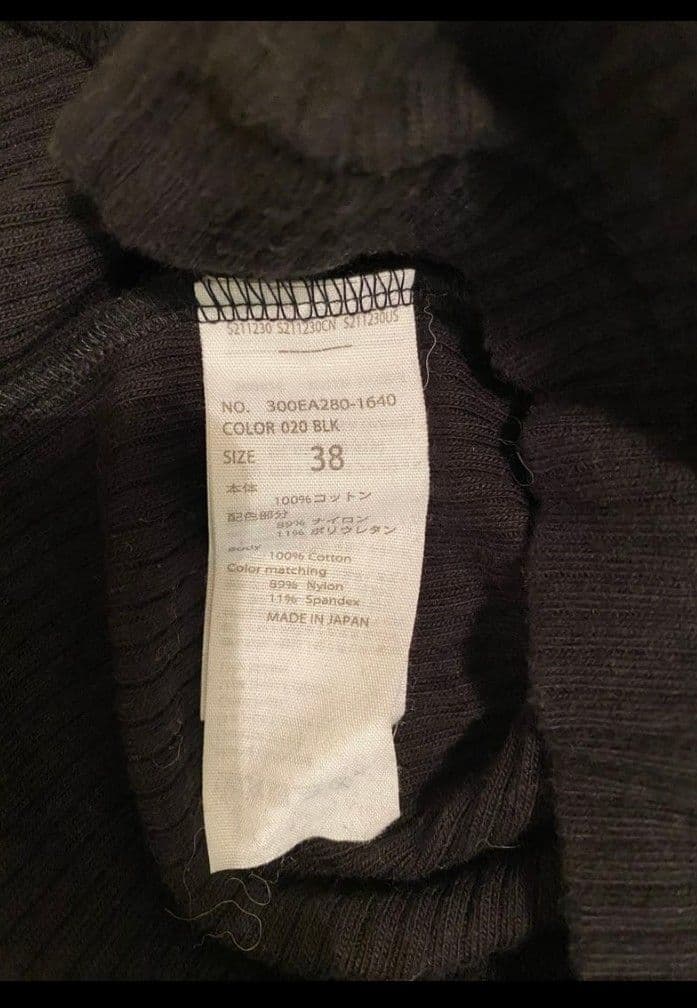 S211230 S211230CN S211230US
NO. 300EA280-1640
COLOR 020 BLK
SIZE 38
本体
100%コットン
配色部分
89% ナイロン
11% ポリウレタン
Body
100% Cotton
Color matching
89% Nylon
11% Spandex
MADE IN JAPAN